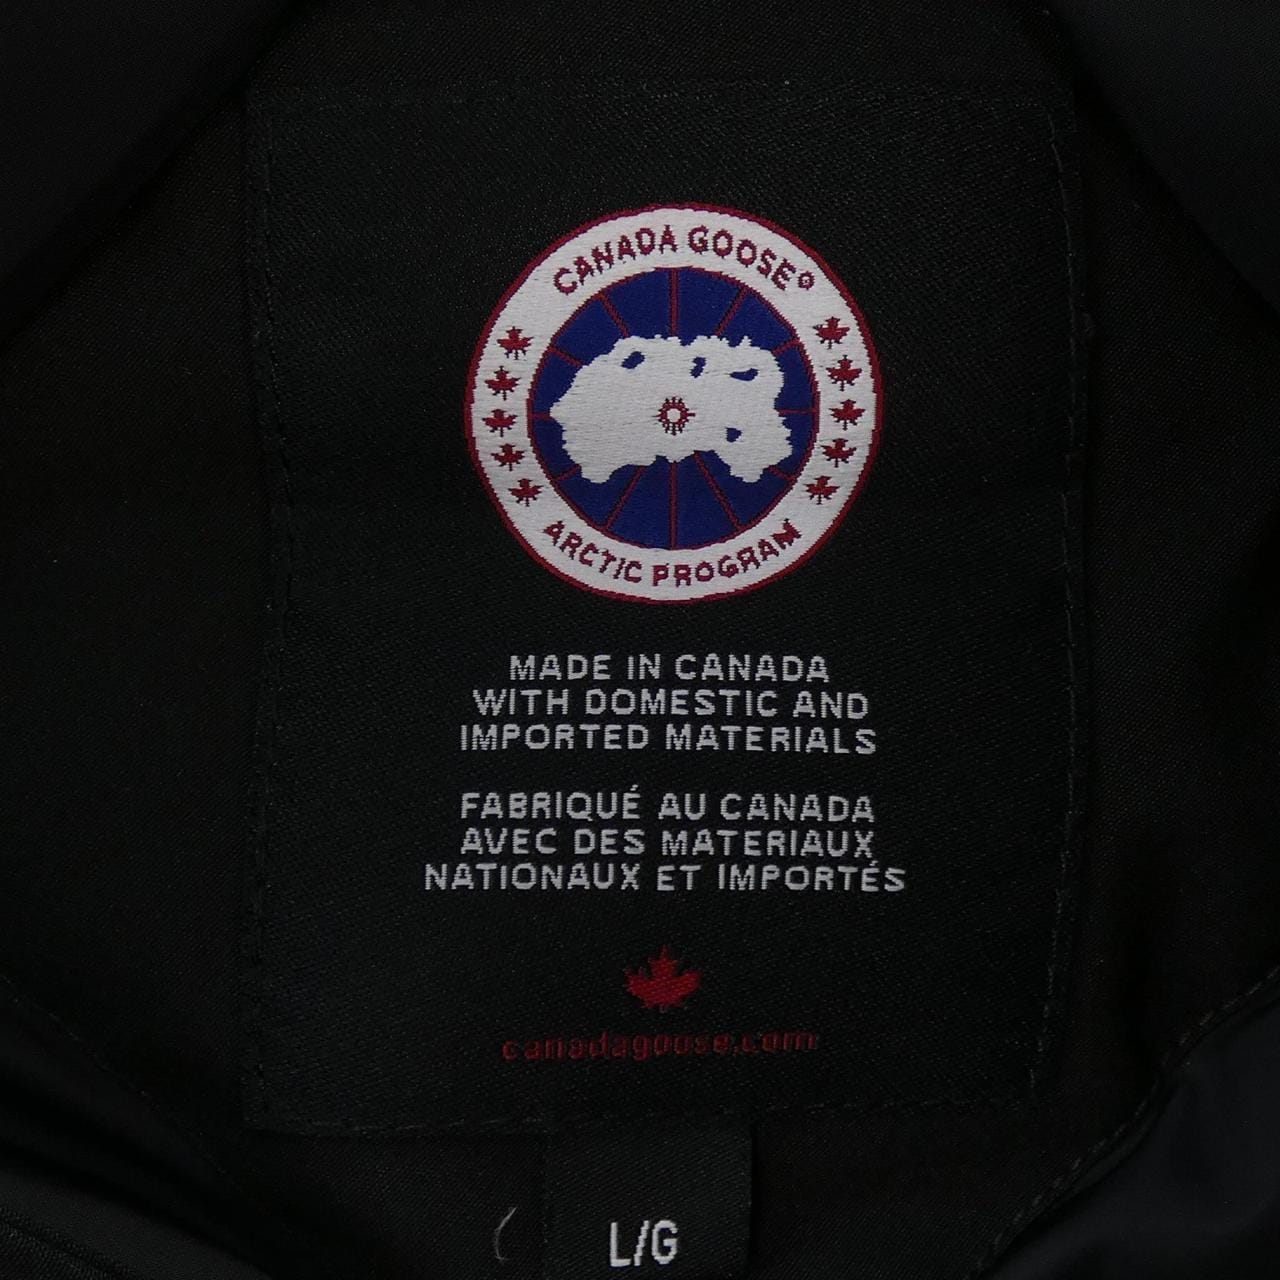 CANADA GOOSE®
ARCTIC PROGRAM
MADE IN CANADA
WITH DOMESTIC AND
IMPORTED MATERIALS
FABRIQUÉ AU CANADA
AVEC DES MATERIAUX
NATIONAUX ET IMPORTÉS
canadagoose.com
L/G